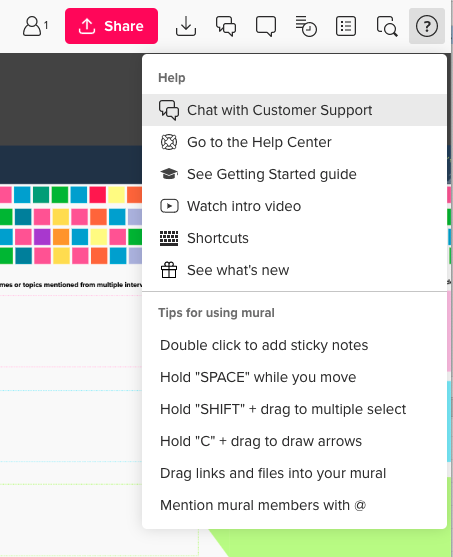 1
Share
?
Help
Chat with Customer Support
Go to the Help Center
See Getting Started guide
Watch intro video
Shortcuts
See what's new
mes or topics mentioned from multiple interv
Tips for using mural
Double click to add sticky notes
Hold "SPACE" while you move
Hold "SHIFT" + drag to multiple select
Hold "C" + drag to draw arrows
Drag links and files into your mural
Mention mural members with @